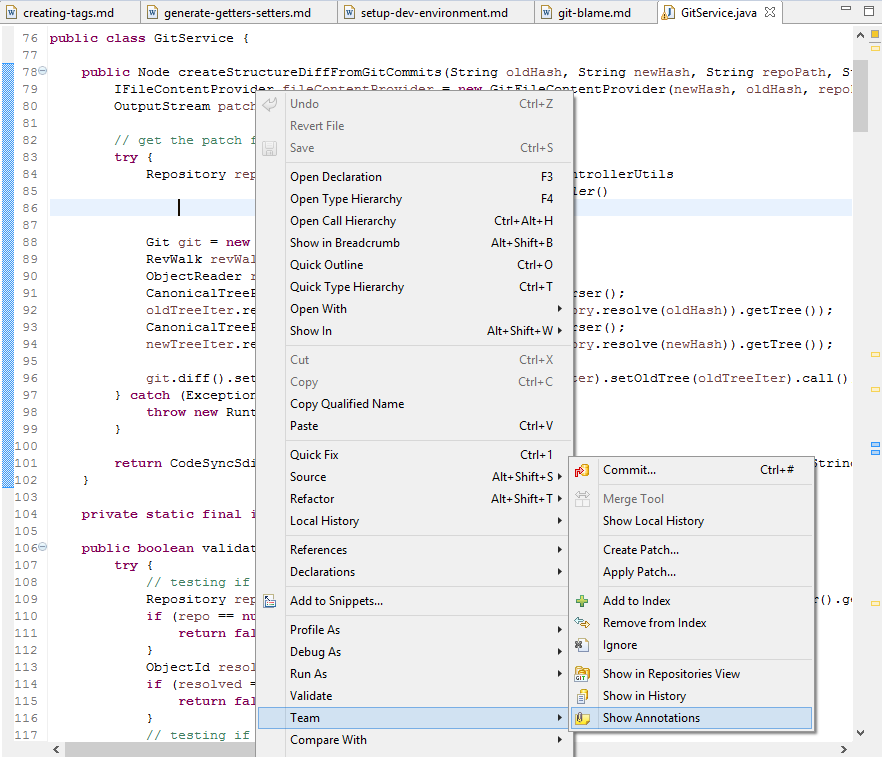 creating-tags.md generate-getters-setters.md setup-dev-environment.md git-blame.md GitService.java
76 public class GitService {
77
78 public Node createStructureDiffFromGitCommits(String oldHash, String newHash, String repoPath, S
79 IFileContentProvider fileContentProvider = new GitFileContentProvider(newHash, oldHash, repo
80 OutputStream patch
81
82 // get the patch f
83 try {
84 Repository rep ntrollerUtils
85 ler()
86
87
88 Git git = new
89 RevWalk revWal
90 ObjectReader r
91 CanonicalTreeP rser();
92 oldTreeIter.re ory.resolve(oldHash)).getTree());
93 CanonicalTreeP rser();
94 newTreeIter.re ory.resolve(newHash)).getTree());
95
96 git.diff().set ter).setOldTree(oldTreeIter).call()
97 } catch (Exception
98 throw new Runt
99 }
100
101 return CodeSyncSdi String
102 }
103
104 private static final i
105
106 public boolean validat
107 try {
108 // testing if
109 Repository rep r().ge
110 if (repo == nu
111 return fal
112 }
113 ObjectId resol
114 if (resolved =
115 return fal
116 }
117 // testing if
Undo Ctrl+Z
Revert File
Save Ctrl+S
Open Declaration F3
Open Type Hierarchy F4
Open Call Hierarchy Ctrl+Alt+H
Show in Breadcrumb Alt+Shift+B
Quick Outline Ctrl+O
Quick Type Hierarchy Ctrl+T
Open With
Show In Alt+Shift+W
Cut Ctrl+X
Copy Ctrl+C
Copy Qualified Name
Paste Ctrl+V
Quick Fix Ctrl+1
Source Alt+Shift+S
Refactor Alt+Shift+T
Local History
References
Declarations
Add to Snippets...
Profile As
Debug As
Run As
Validate
Team
Compare With
Commit... Ctrl+#
Merge Tool
Show Local History
Create Patch...
Apply Patch...
Add to Index
Remove from Index
Ignore
Show in Repositories View
Show in History
Show Annotations